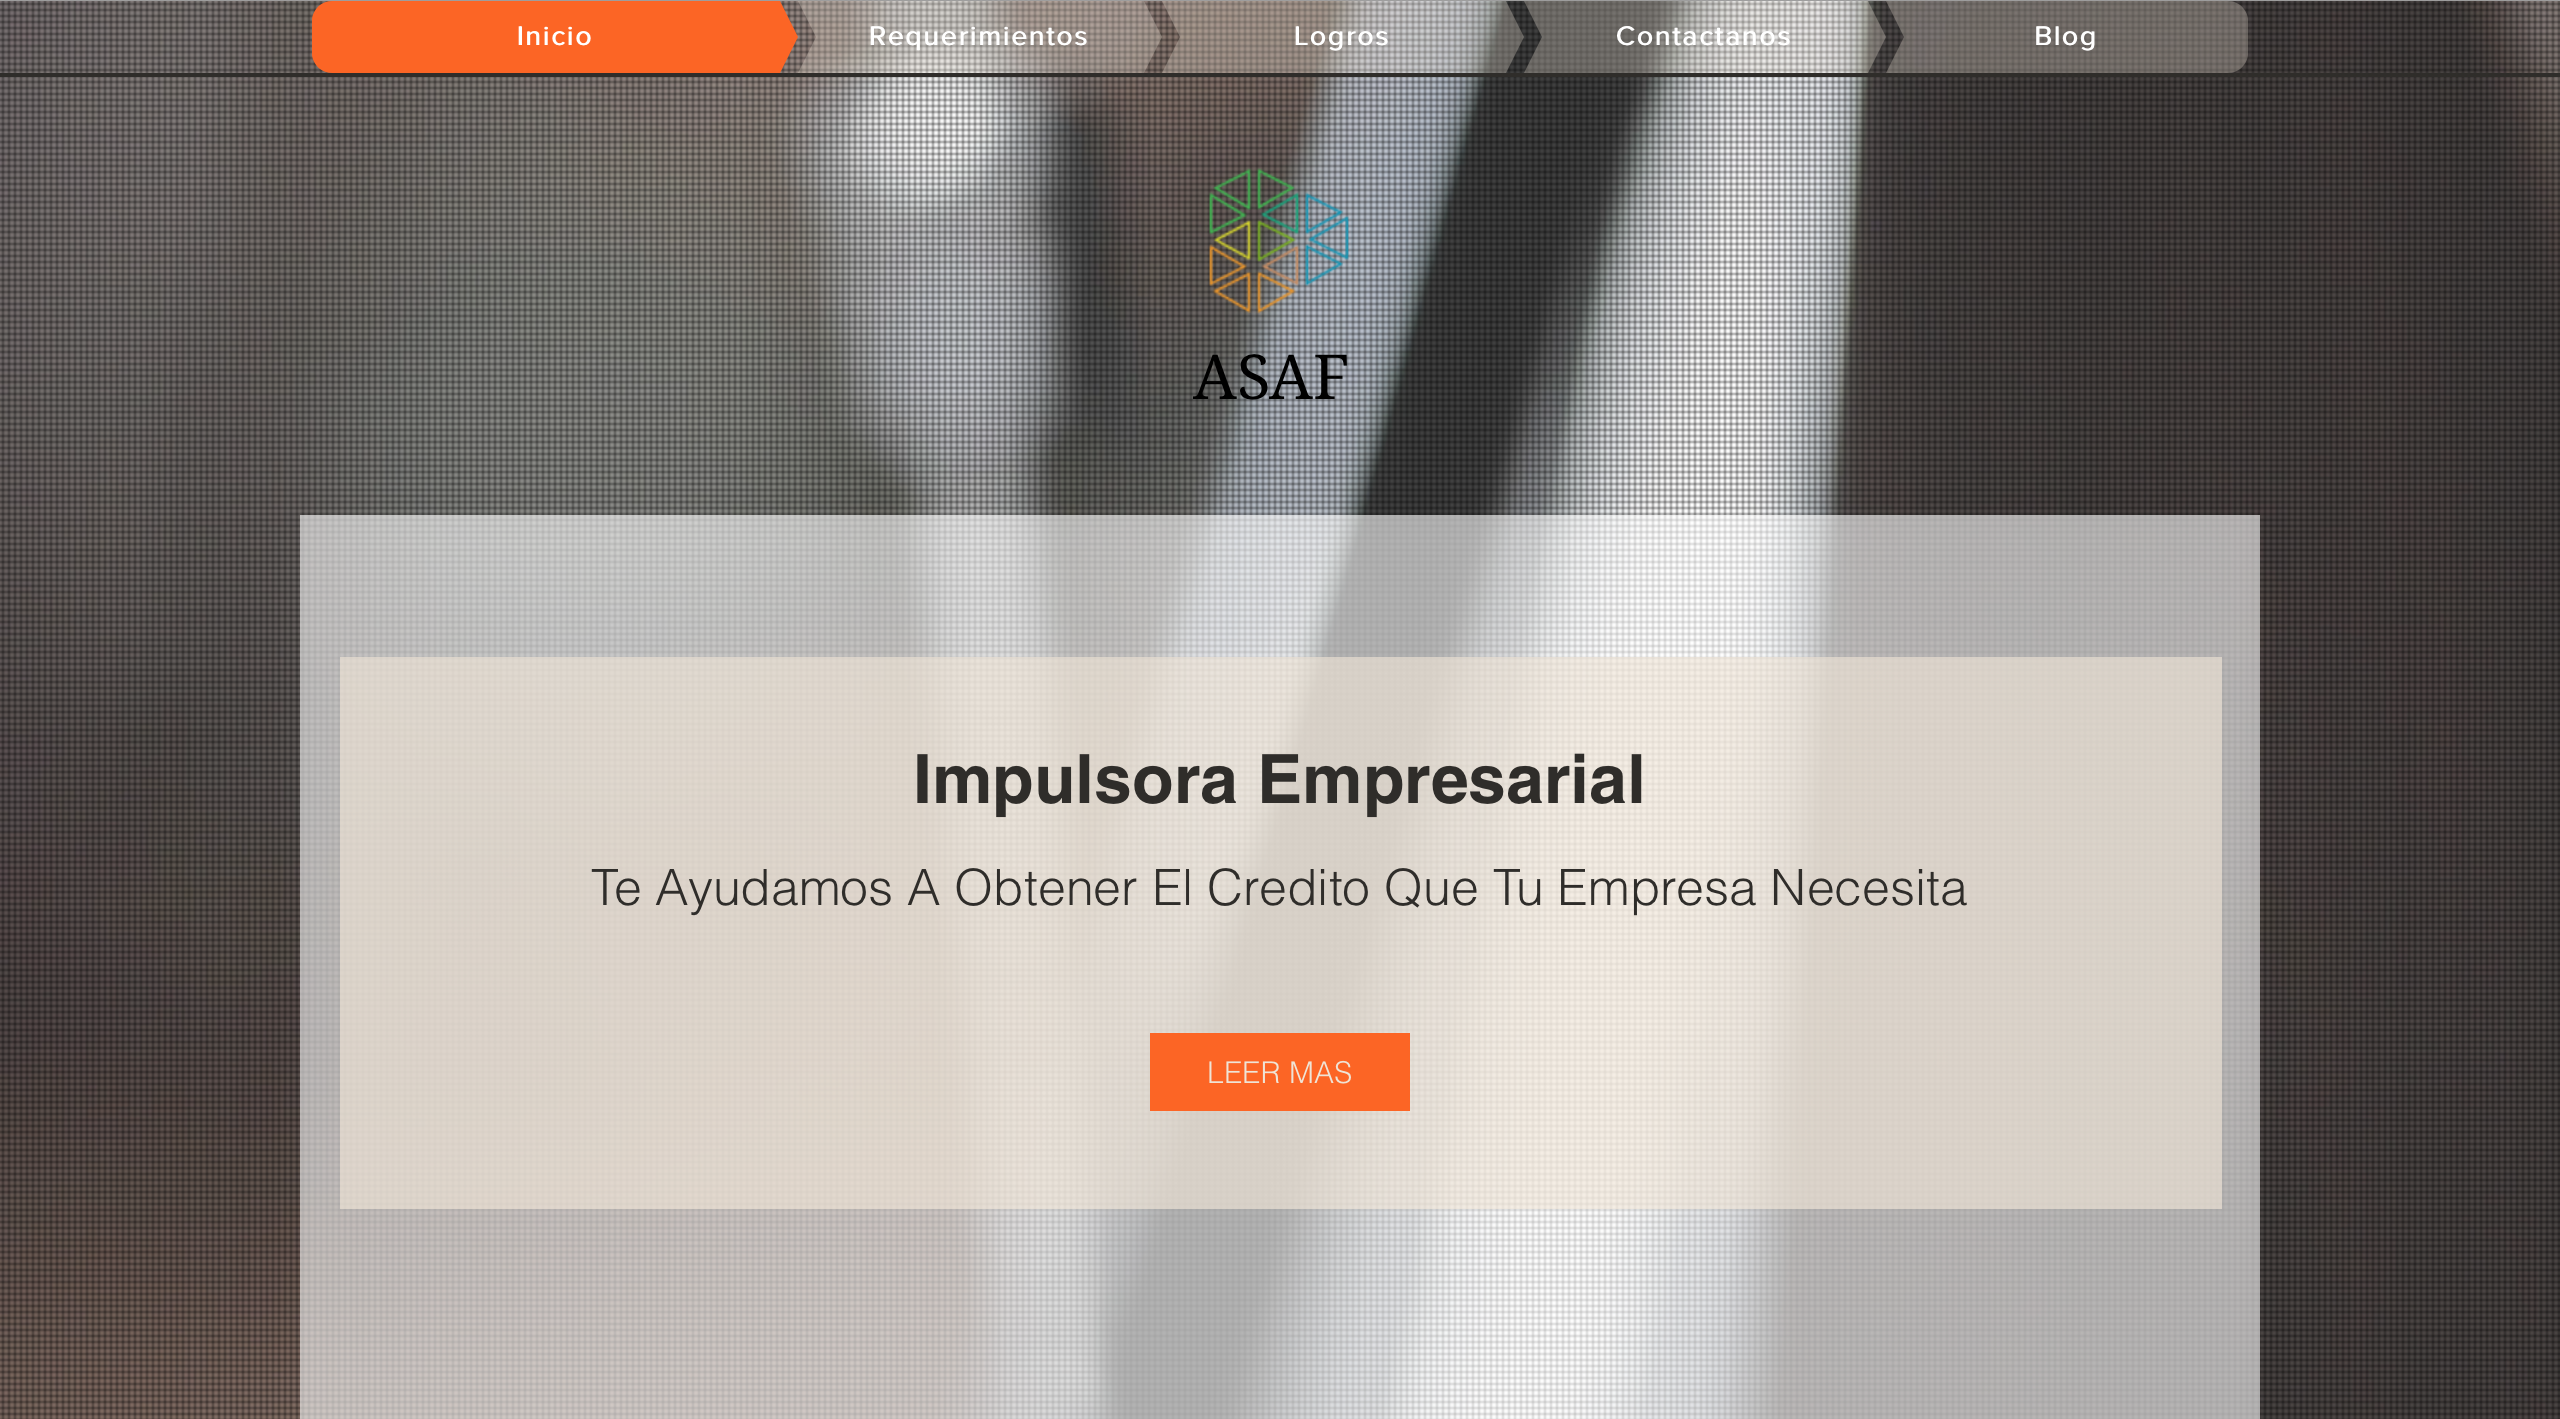 Inicio
Requerimientos
Logros
Contactanos
Blog
ASAF
Impulsora Empresarial
Te Ayudamos A Obtener El Credito Que Tu Empresa Necesita
LEER MAS